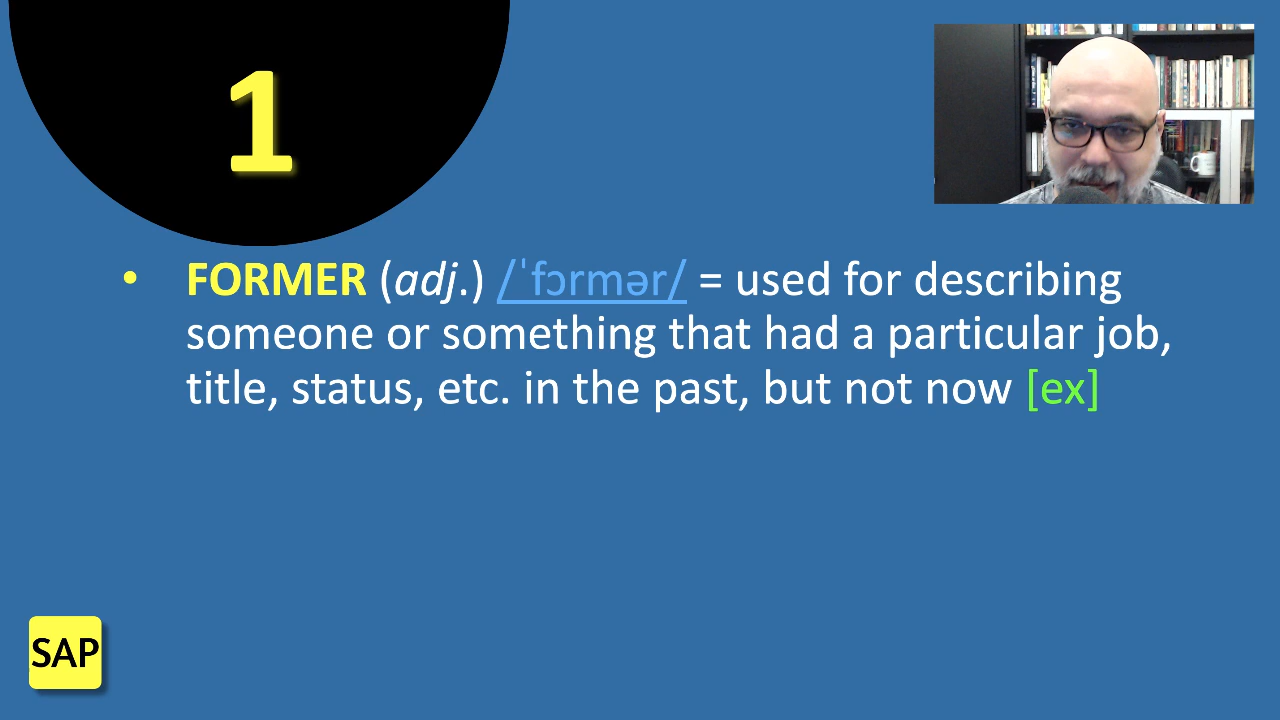 1
• FORMER (adj.) /ˈfɔrmər/ = used for describing
someone or something that had a particular job,
title, status, etc. in the past, but not now [ex]
SAP